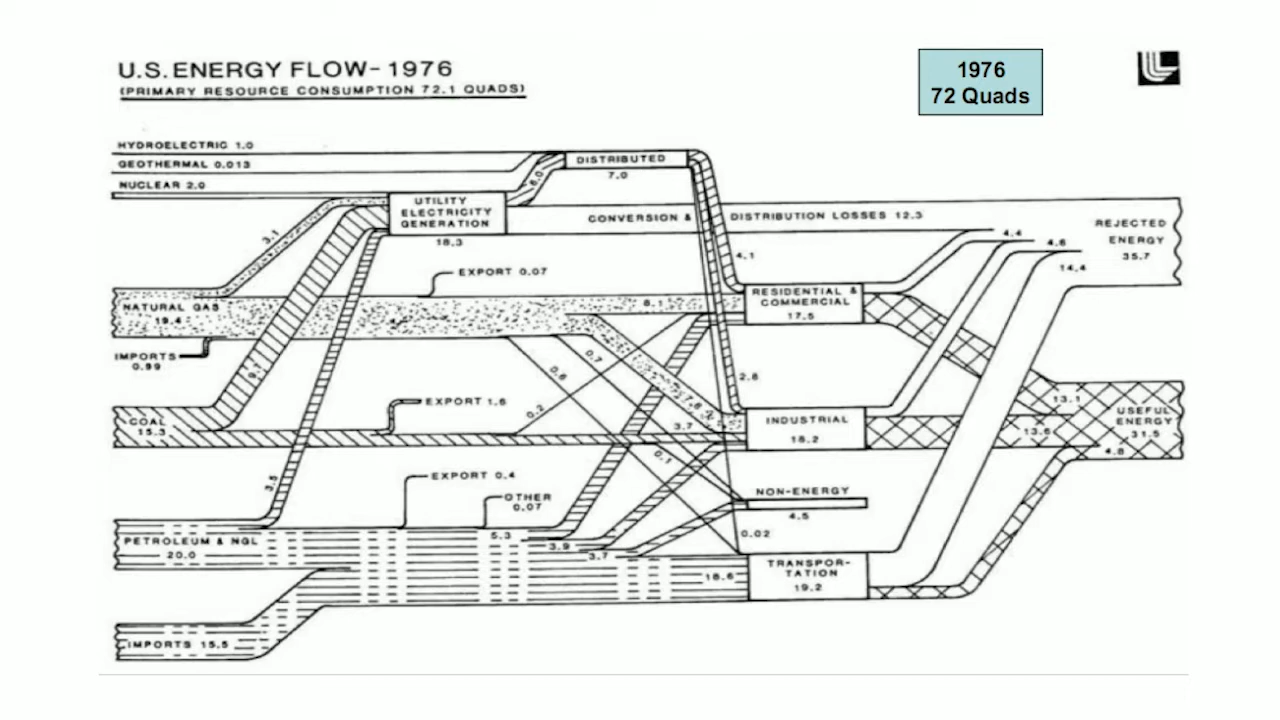 U.S. ENERGY FLOW - 1976
(PRIMARY RESOURCE CONSUMPTION 72.1 QUADS)
1976
72 Quads
HYDROELECTRIC 1.0
GEOTHERMAL 0.013
NUCLEAR 2.0
DISTRIBUTED
7.0
6.0
UTILITY
ELECTRICITY
GENERATION
18.3
CONVERSION & DISTRIBUTION LOSSES 12.3
REJECTED
ENERGY
35.7
4.4
4.6
14.4
3.1
4.1
EXPORT 0.07
NATURAL GAS
19.4
8.1
RESIDENTIAL &
COMMERCIAL
17.5
IMPORTS
0.99
0.6
0.7
7.8
2.8
EXPORT 1.6
0.2
COAL
15.3
3.7
INDUSTRIAL
18.2
13.1
13.6
USEFUL
ENERGY
31.5
4.8
0.1
3.5
EXPORT 0.4
OTHER
0.07
NON-ENERGY
4.5
PETROLEUM & NGL
20.0
5.3
3.9
3.7
0.02
18.6
TRANSPOR-
TATION
19.2
IMPORTS 15.5